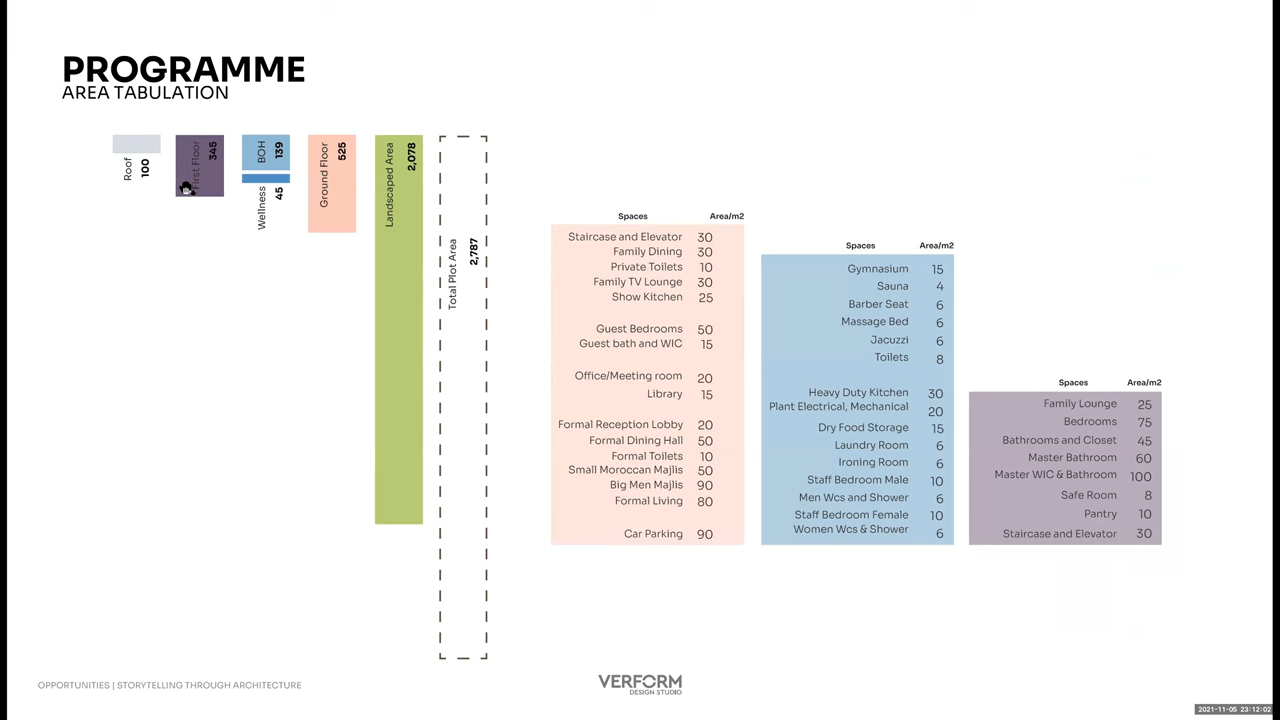 PROGRAMME
AREA TABULATION
Roof
100
First Floor
345
BOH
139
Wellness
45
Ground Floor
525
Landscaped Area
2,078
Total Plot Area
2,787
Spaces Area/m2
Staircase and Elevator 30
Family Dining 30
Private Toilets 10
Family TV Lounge 30
Show Kitchen 25
Guest Bedrooms 50
Guest bath and WIC 15
Office/Meeting room 20
Library 15
Formal Reception Lobby 20
Formal Dining Hall 50
Formal Toilets 10
Small Moroccan Majlis 50
Big Men Majlis 90
Formal Living 80
Car Parking 90
Spaces Area/m2
Gymnasium 15
Sauna 4
Barber Seat 6
Massage Bed 6
Jacuzzi 6
Toilets 8
Heavy Duty Kitchen 30
Plant Electrical, Mechanical 20
Dry Food Storage 15
Laundry Room 6
Ironing Room 6
Staff Bedroom Male 10
Men Wcs and Shower 6
Staff Bedroom Female 10
Women Wcs & Shower 6
Spaces Area/m2
Family Lounge 25
Bedrooms 75
Bathrooms and Closet 45
Master Bathroom 60
Master WIC & Bathroom 100
Safe Room 8
Pantry 10
Staircase and Elevator 30
OPPORTUNITIES | STORYTELLING THROUGH ARCHITECTURE
VERFORM
DESIGN STUDIO
2021-11-05 23:12:02